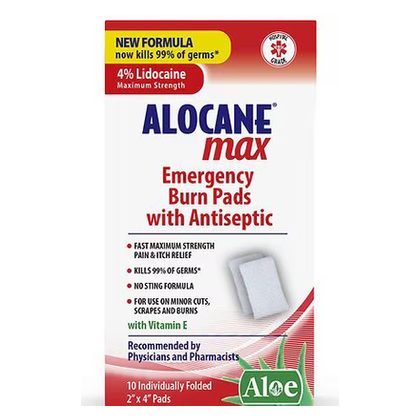 NEW FORMULA
now kills 99% of germs*
HOSPITAL
GRADE
4% Lidocaine
Maximum Strength
ALOCANE®
max
Emergency
Burn Pads
with Antiseptic
• FAST MAXIMUM STRENGTH
PAIN & ITCH RELIEF
• KILLS 99% OF GERMS*
• NO STING FORMULA
• FOR USE ON MINOR CUTS,
SCRAPES AND BURNS
with Vitamin E
Recommended by
Physicians and Pharmacists
10 Individually Folded
2" x 4" Pads
Aloe